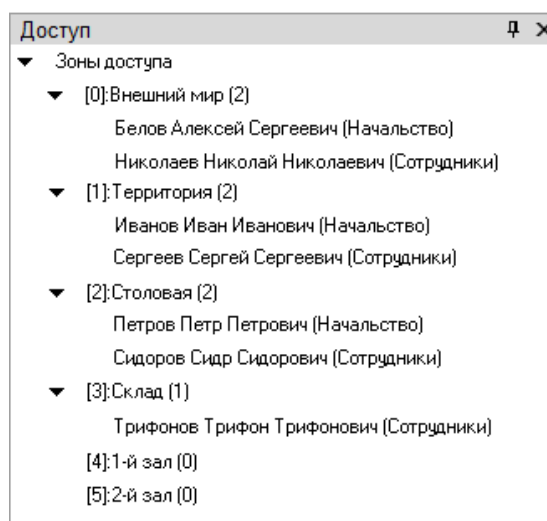 Доступ
Зоны доступа
[0]:Внешний мир (2)
Белов Алексей Сергеевич (Начальство)
Николаев Николай Николаевич (Сотрудники)
[1]:Территория (2)
Иванов Иван Иванович (Начальство)
Сергеев Сергей Сергеевич (Сотрудники)
[2]:Столовая (2)
Петров Петр Петрович (Начальство)
Сидоров Сидр Сидорович (Сотрудники)
[3]:Склад (1)
Трифонов Трифон Трифонович (Сотрудники)
[4]:1-й зал (0)
[5]:2-й зал (0)